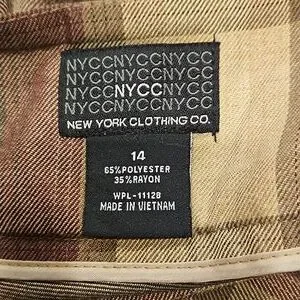 NYCCNYCCNYCC
NYCCNYCCNYCC
NYCCNYCCNYCC
NYCCNYCCNYCC
NEW YORK CLOTHING CO.
14
65% POLYESTER
35% RAYON
WPL-11128
MADE IN VIETNAM